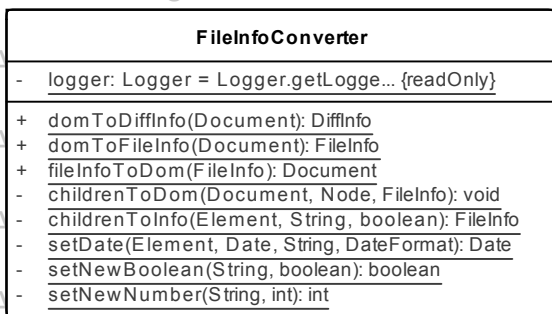 FileInfoConverter
- logger: Logger = Logger.getLogge... {readOnly}
+ domToDiffInfo(Document): DiffInfo
+ domToFileInfo(Document): FileInfo
+ fileInfoToDom(FileInfo): Document
- childrenToDom(Document, Node, FileInfo): void
- childrenToInfo(Element, String, boolean): FileInfo
- setDate(Element, Date, String, DateFormat): Date
- setNewBoolean(String, boolean): boolean
- setNewNumber(String, int): int